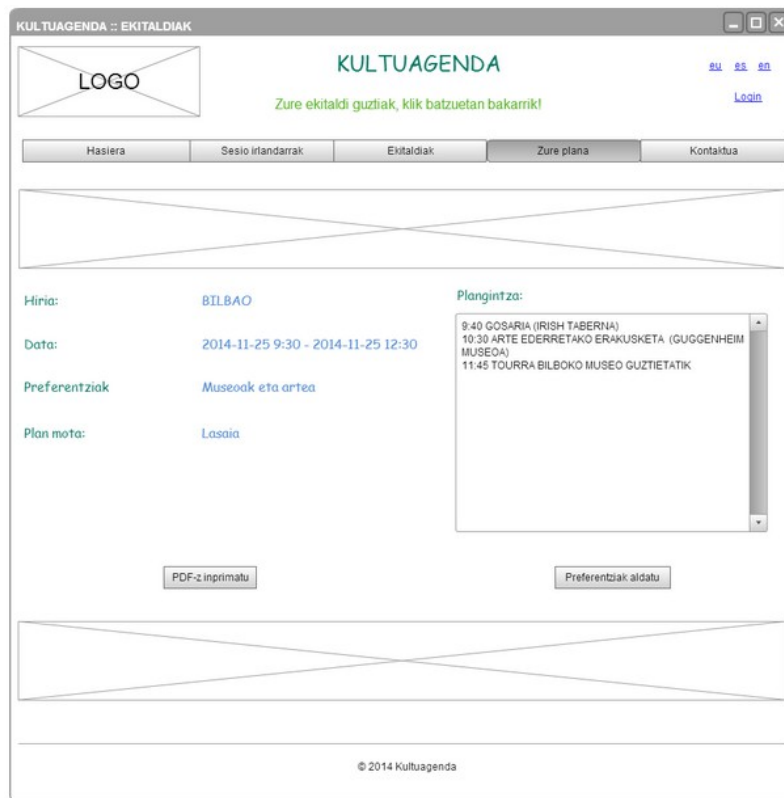 KULTUAGENDA :: EKITALDIAK
LOGO
KULTUAGENDA
eu es en
Zure ekitaldi guztiak, klik batzuetan bakarrik!
Login
Hasiera Sesio irlandarrak Ekitaldiak Zure plana Kontaktua
Hiria: BILBAO
Data: 2014-11-25 9:30 - 2014-11-25 12:30
Preferentziak Museoak eta artea
Plan mota: Lasaia
Plangintza:
9:40 GOSARIA (IRISH TABERNA)
10:30 ARTE EDERRETAKO ERAKUSKETA (GUGGENHEIM
MUSEOA)
11:45 TOURRA BILBOKO MUSEO GUZTIETATIK
PDF-z inprimatu Preferentziak aldatu
© 2014 Kultuagenda